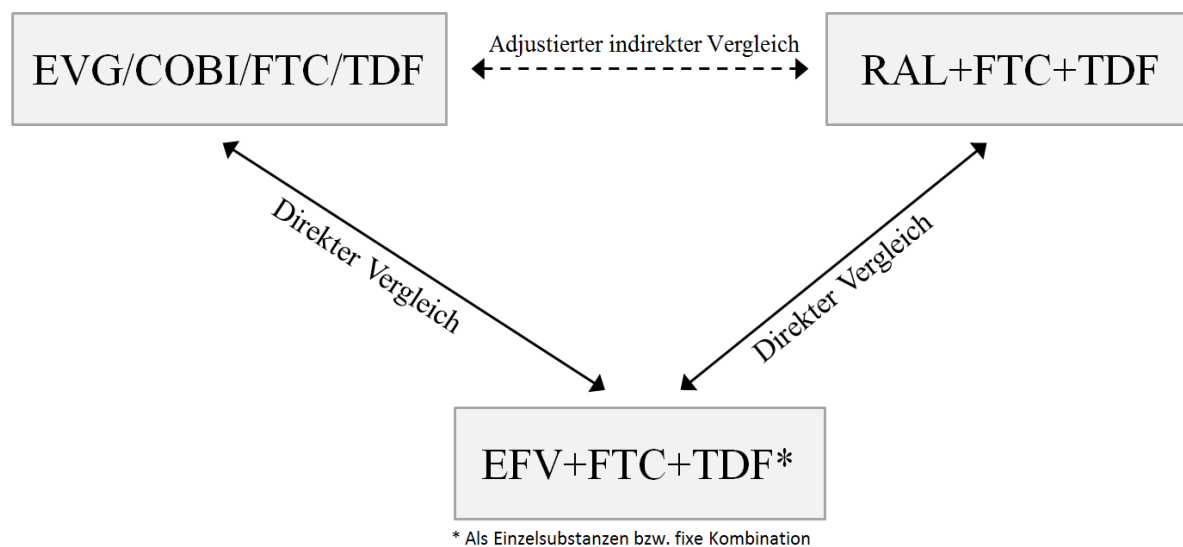 Adjustierter indirekter Vergleich
EVG/COBI/FTC/TDF
RAL+FTC+TDF
Direkter Vergleich
Direkter Vergleich
EFV+FTC+TDF*
* Als Einzelsubstanzen bzw. fixe Kombination